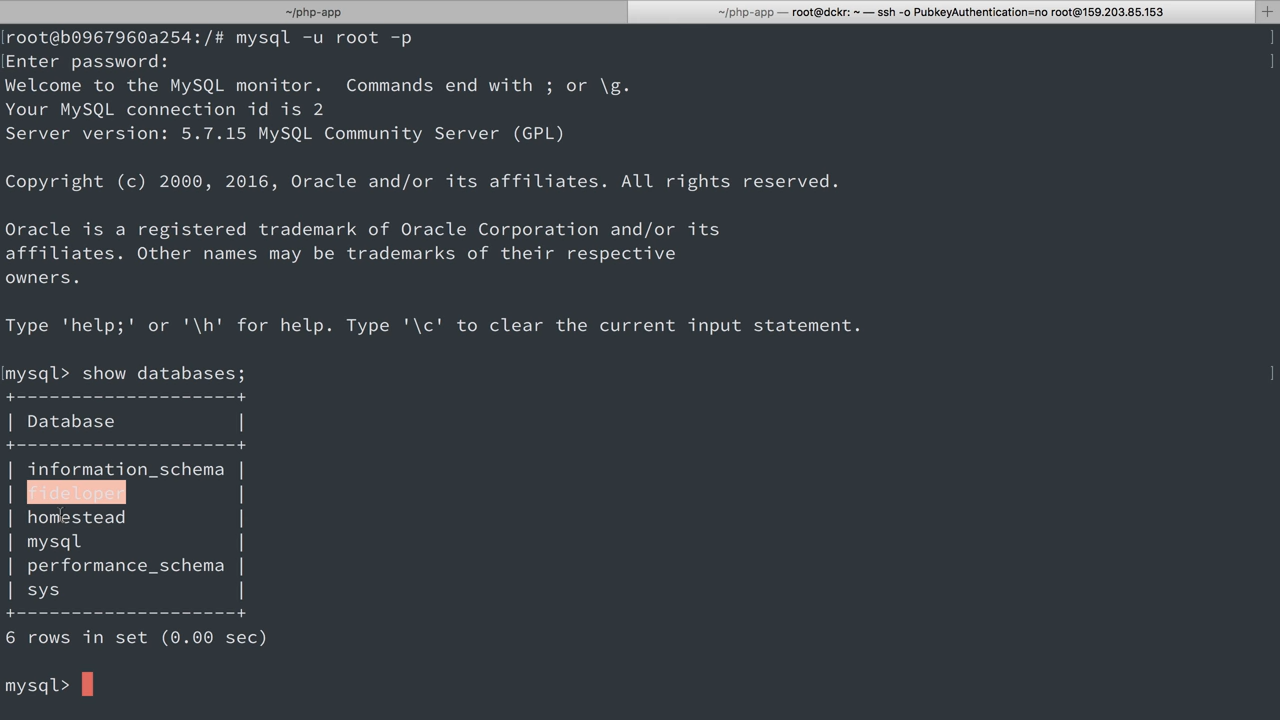 ~/php-app
~/php-app — root@dckr: ~ — ssh -o PubkeyAuthentication=no root@159.203.85.153
+
[root@b0967960a254:/# mysql -u root -p ]
[Enter password: ]
Welcome to the MySQL monitor.  Commands end with ; or \g.
Your MySQL connection id is 2
Server version: 5.7.15 MySQL Community Server (GPL)
Copyright (c) 2000, 2016, Oracle and/or its affiliates. All rights reserved.
Oracle is a registered trademark of Oracle Corporation and/or its
affiliates. Other names may be trademarks of their respective
owners.
Type 'help;' or '\h' for help. Type '\c' to clear the current input statement.
[mysql> show databases; ]
+--------------------+
| Database           |
+--------------------+
| information_schema |
| fideloper          |
| homestead          |
| mysql              |
| performance_schema |
| sys                |
+--------------------+
6 rows in set (0.00 sec)
mysql>